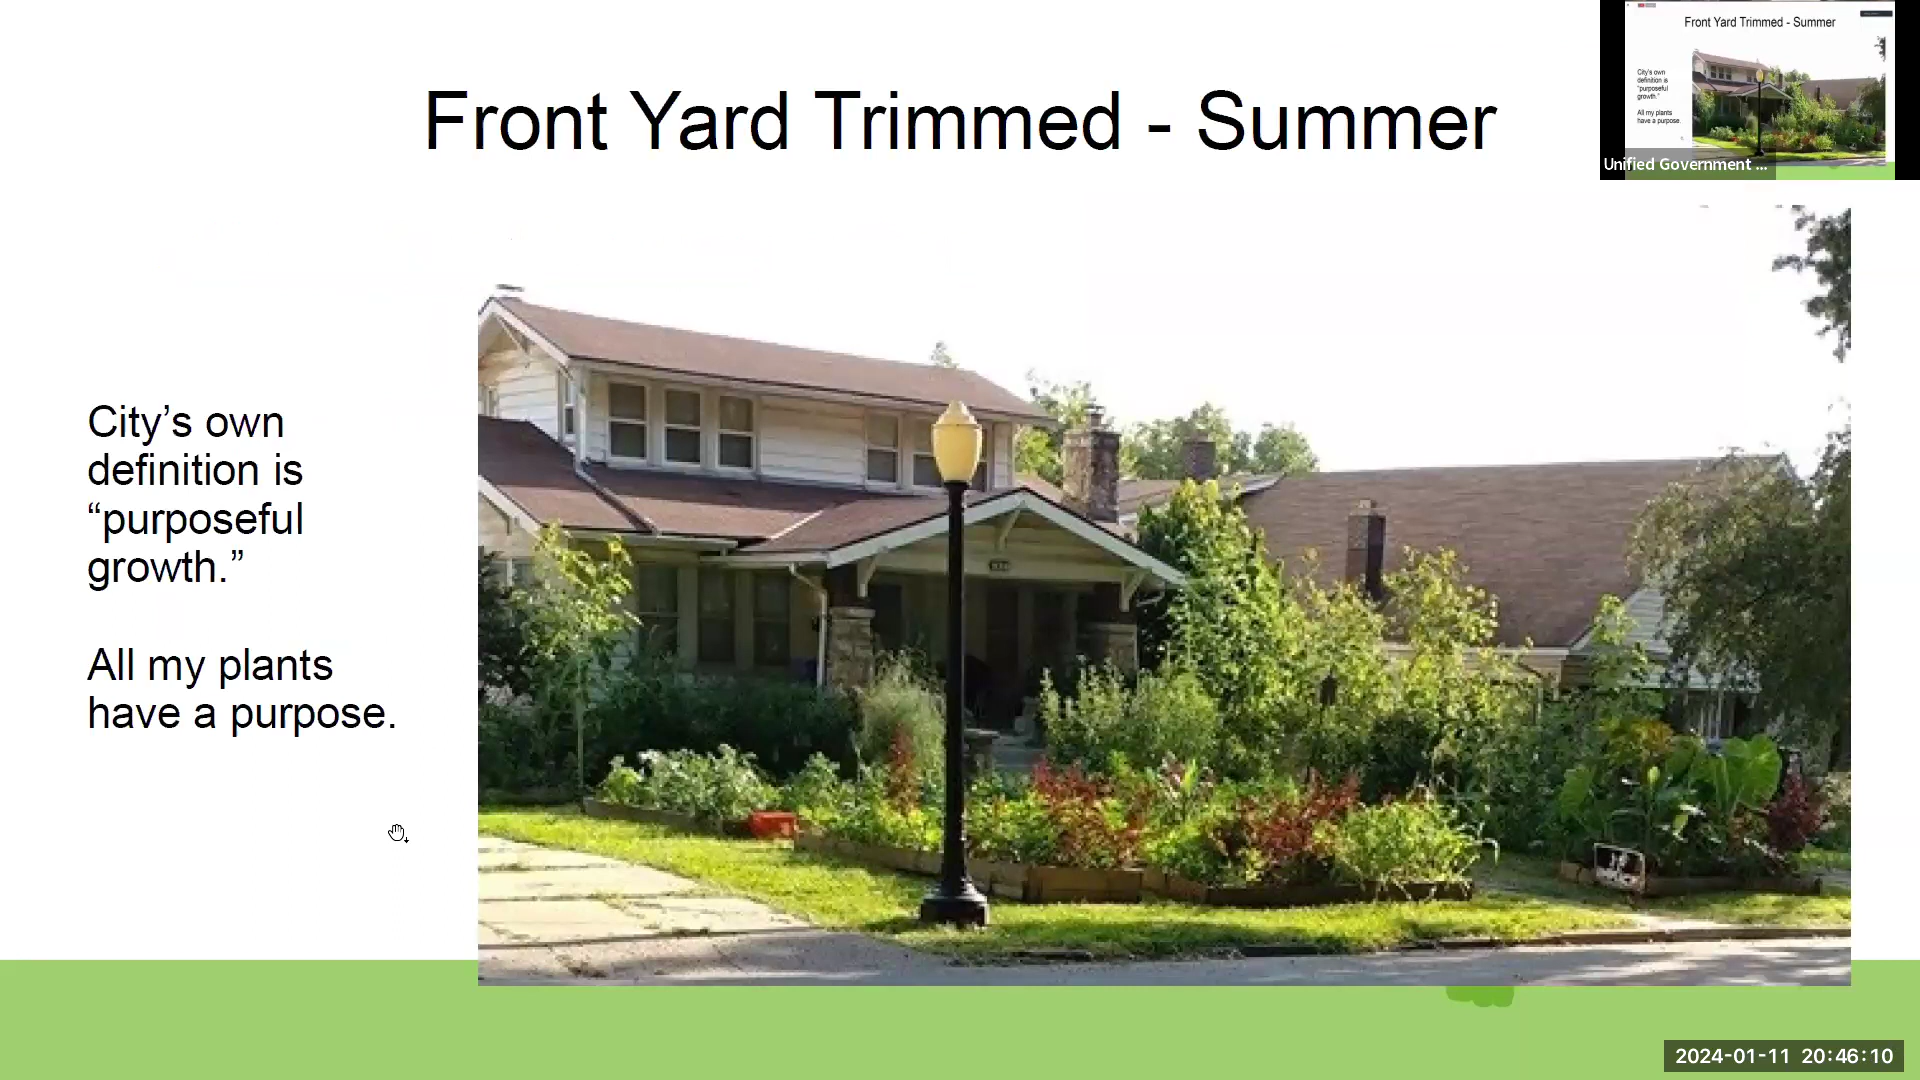 Front Yard Trimmed - Summer
Front Yard Trimmed - Summer
City's own
definition is
"purposeful
growth."
All my plants
have a purpose.
Unified Government ...
City’s own
definition is
“purposeful
growth.”
All my plants
have a purpose.
2024-01-11 20:46:10